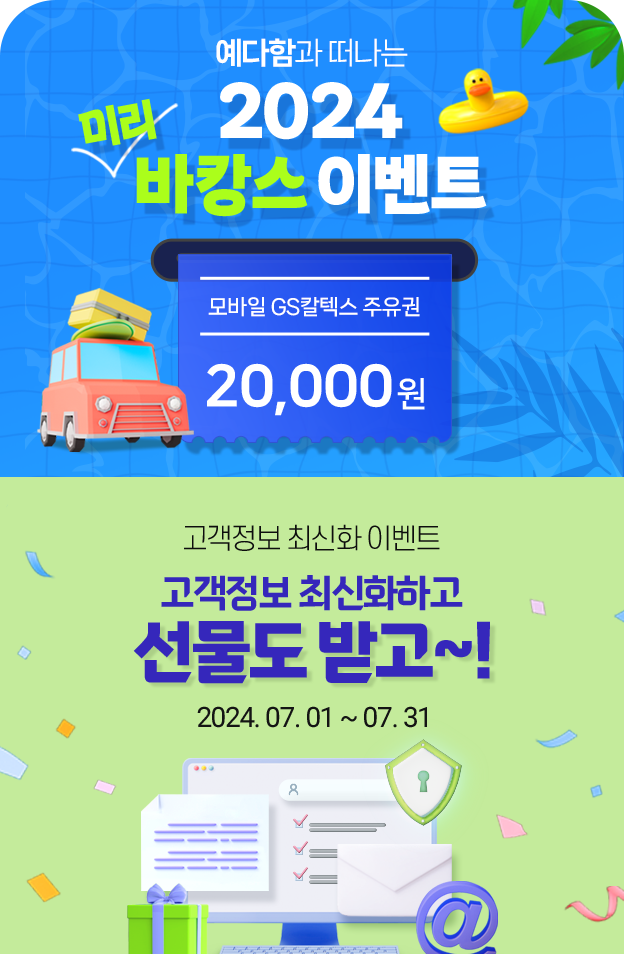 예다함과 떠나는
미리
2024
바캉스 이벤트
모바일 GS칼텍스 주유권
20,000원
고객정보 최신화 이벤트
고객정보 최신화하고
선물도 받고~!
2024. 07. 01 ~ 07. 31
@